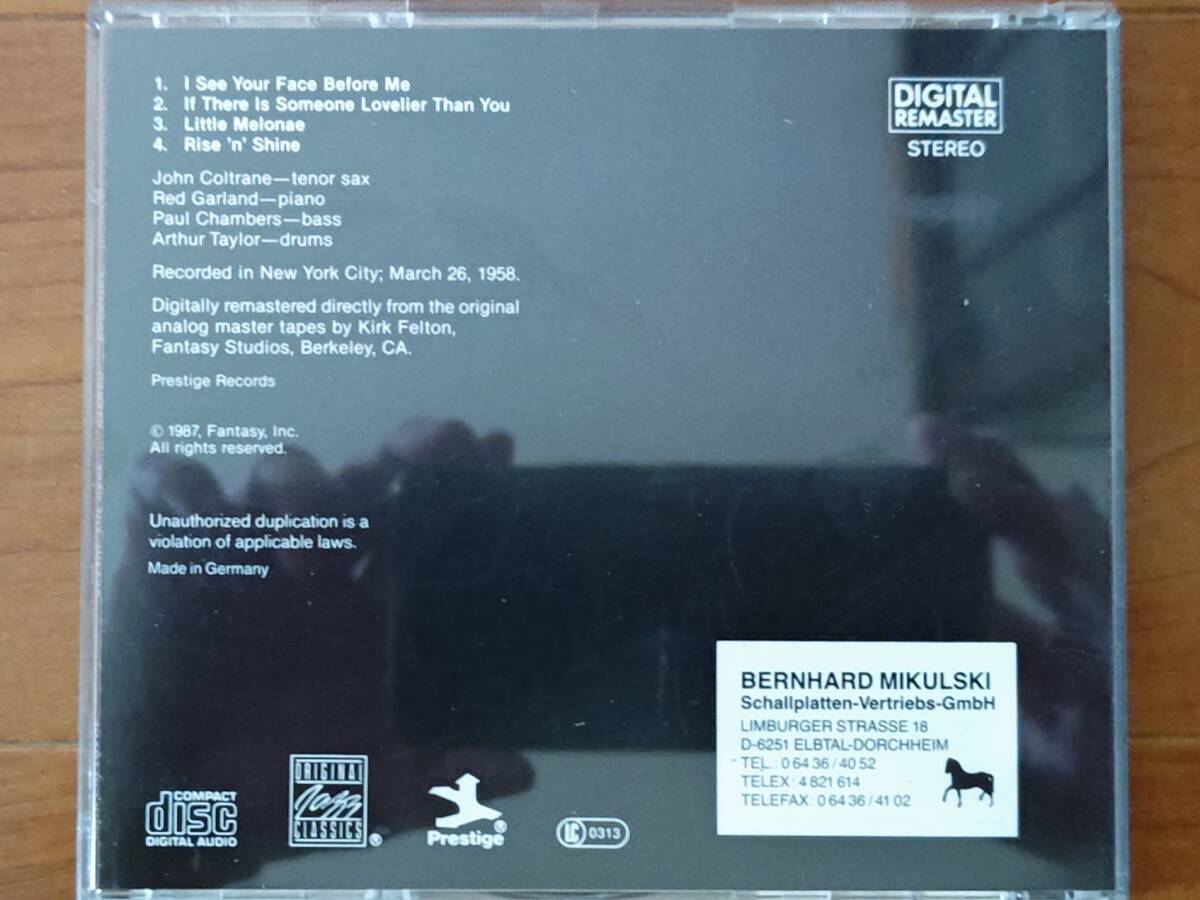 1. I See Your Face Before Me
2. If There Is Someone Lovelier Than You
3. Little Melonae
4. Rise 'n' Shine
DIGITAL
REMASTER
STEREO
John Coltrane—tenor sax
Red Garland—piano
Paul Chambers—bass
Arthur Taylor—drums
Recorded in New York City; March 26, 1958.
Digitally remastered directly from the original
analog master tapes by Kirk Felton,
Fantasy Studios, Berkeley, CA.
Prestige Records
© 1987, Fantasy, Inc.
All rights reserved.
Unauthorized duplication is a
violation of applicable laws.
Made in Germany
BERNHARD MIKULSKI
Schallplatten-Vertriebs-GmbH
LIMBURGER STRASSE 18
D-6251 ELBTAL-DORCHHEIM
TEL.: 0 64 36 / 40 52
TELEX: 4 821 614
TELEFAX: 0 64 36 / 41 02
COMPACT
disc
DIGITAL AUDIO
ORIGINAL
Jazz
CLASSICS®
Prestige®
LC 0313